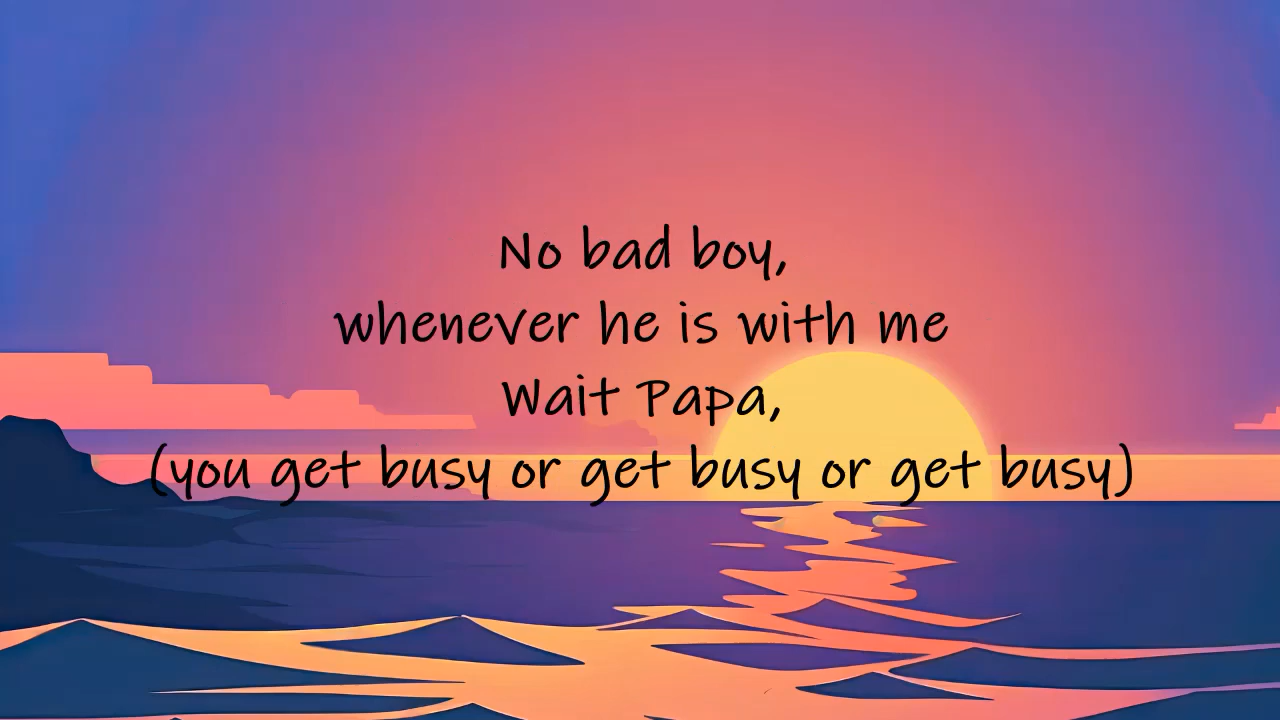 No bad boy,
whenever he is with me
Wait Papa,
(you get busy or get busy or get busy)